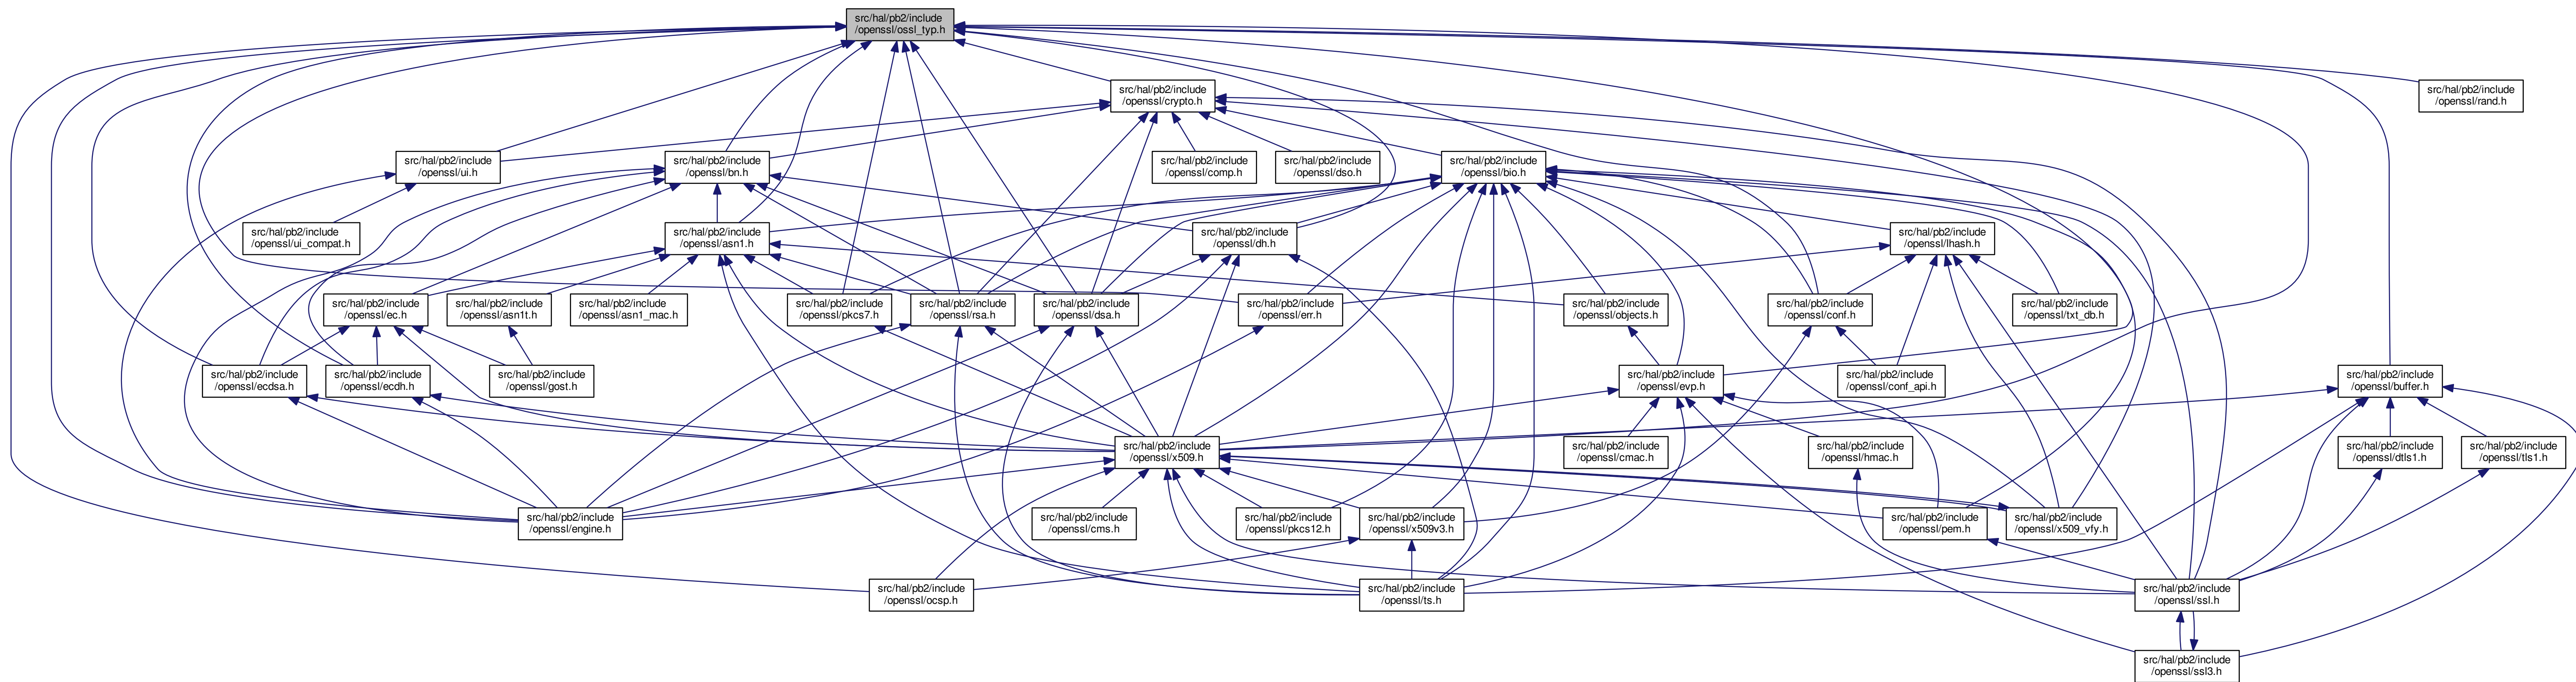 src/hal/pb2/include
/openssl/ossl_typ.h
src/hal/pb2/include
/openssl/crypto.h
src/hal/pb2/include
/openssl/rand.h
src/hal/pb2/include
/openssl/ui.h
src/hal/pb2/include
/openssl/bn.h
src/hal/pb2/include
/openssl/comp.h
src/hal/pb2/include
/openssl/dso.h
src/hal/pb2/include
/openssl/bio.h
src/hal/pb2/include
/openssl/ui_compat.h
src/hal/pb2/include
/openssl/asn1.h
src/hal/pb2/include
/openssl/dh.h
src/hal/pb2/include
/openssl/lhash.h
src/hal/pb2/include
/openssl/ec.h
src/hal/pb2/include
/openssl/asn1t.h
src/hal/pb2/include
/openssl/asn1_mac.h
src/hal/pb2/include
/openssl/pkcs7.h
src/hal/pb2/include
/openssl/rsa.h
src/hal/pb2/include
/openssl/dsa.h
src/hal/pb2/include
/openssl/err.h
src/hal/pb2/include
/openssl/objects.h
src/hal/pb2/include
/openssl/conf.h
src/hal/pb2/include
/openssl/txt_db.h
src/hal/pb2/include
/openssl/ecdsa.h
src/hal/pb2/include
/openssl/ecdh.h
src/hal/pb2/include
/openssl/gost.h
src/hal/pb2/include
/openssl/evp.h
src/hal/pb2/include
/openssl/conf_api.h
src/hal/pb2/include
/openssl/buffer.h
src/hal/pb2/include
/openssl/x509.h
src/hal/pb2/include
/openssl/cmac.h
src/hal/pb2/include
/openssl/hmac.h
src/hal/pb2/include
/openssl/dtls1.h
src/hal/pb2/include
/openssl/tls1.h
src/hal/pb2/include
/openssl/engine.h
src/hal/pb2/include
/openssl/cms.h
src/hal/pb2/include
/openssl/pkcs12.h
src/hal/pb2/include
/openssl/x509v3.h
src/hal/pb2/include
/openssl/pem.h
src/hal/pb2/include
/openssl/x509_vfy.h
src/hal/pb2/include
/openssl/ocsp.h
src/hal/pb2/include
/openssl/ts.h
src/hal/pb2/include
/openssl/ssl.h
src/hal/pb2/include
/openssl/ssl3.h